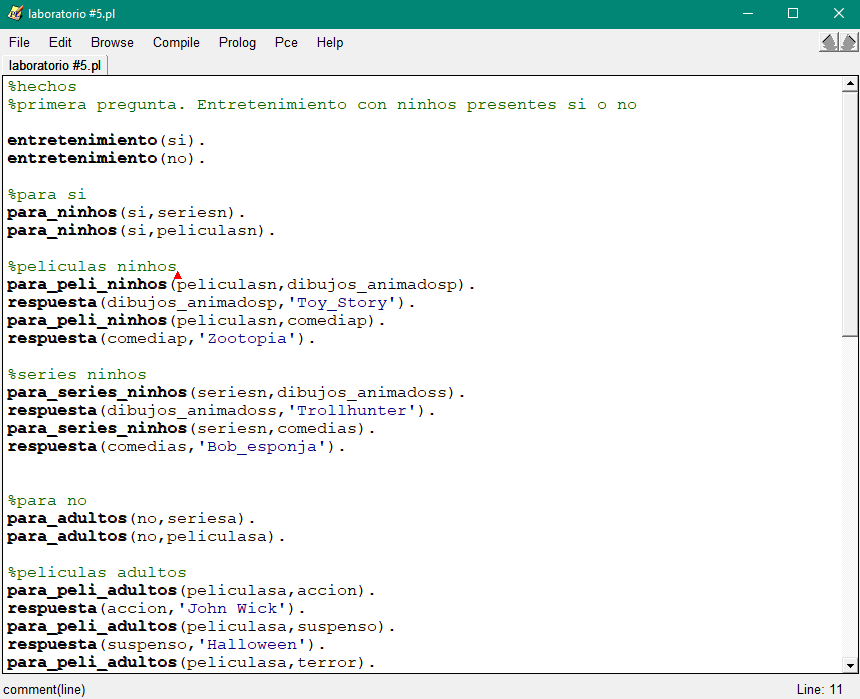 laboratorio #5.pl
File Edit Browse Compile Prolog Pce Help
laboratorio #5.pl
%hechos
%primera pregunta. Entretenimiento con ninhos presentes si o no
entretenimiento(si).
entretenimiento(no).
%para si
para_ninhos(si,seriesn).
para_ninhos(si,peliculasn).
%peliculas ninhos
para_peli_ninhos(peliculasn,dibujos_animadosp).
respuesta(dibujos_animadosp,'Toy_Story').
para_peli_ninhos(peliculasn,comediap).
respuesta(comediap,'Zootopia').
%series ninhos
para_series_ninhos(seriesn,dibujos_animadoss).
respuesta(dibujos_animadoss,'Trollhunter').
para_series_ninhos(seriesn,comedias).
respuesta(comedias,'Bob_esponja').
%para no
para_adultos(no,seriesa).
para_adultos(no,peliculasa).
%peliculas adultos
para_peli_adultos(peliculasa,accion).
respuesta(accion,'John Wick').
para_peli_adultos(peliculasa,suspenso).
respuesta(suspenso,'Halloween').
para_peli_adultos(peliculasa,terror).
comment(line) Line: 11